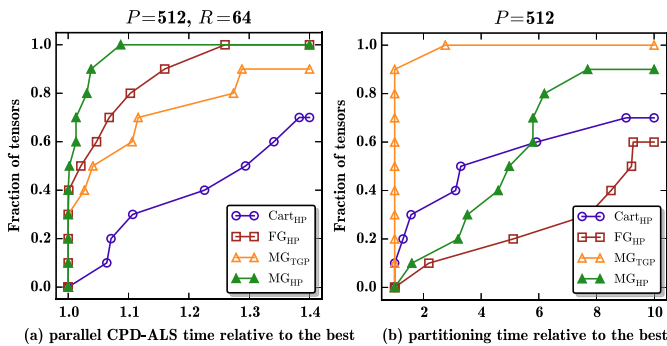 P=512, R=64
P=512
Fraction of tensors
1.0
0.8
0.6
0.4
0.2
0.0
Cart_HP
FG_HP
MG_TGP
MG_HP
1.0 1.1 1.2 1.3 1.4
(a) parallel CPD-ALS time relative to the best
Fraction of tensors
1.0
0.8
0.6
0.4
0.2
0.0
Cart_HP
FG_HP
MG_TGP
MG_HP
2 4 6 8 10
(b) partitioning time relative to the best